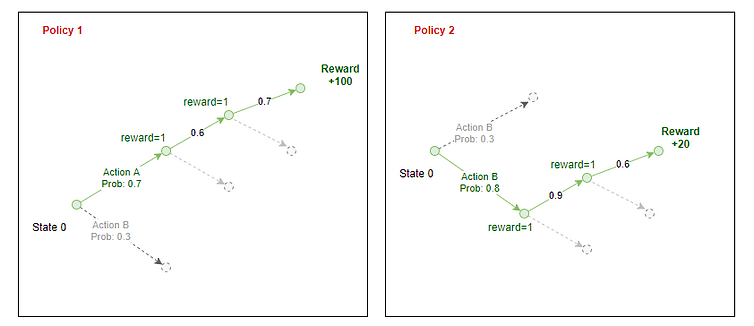 Policy 1
Reward
+100
0.7
reward=1
0.6
reward=1
Action A
Prob: 0.7
State 0
Action B
Prob: 0.3
Policy 2
Action B
Prob: 0.3
Reward
+20
State 0
reward=1
0.6
Action B
Prob: 0.8
0.9
reward=1